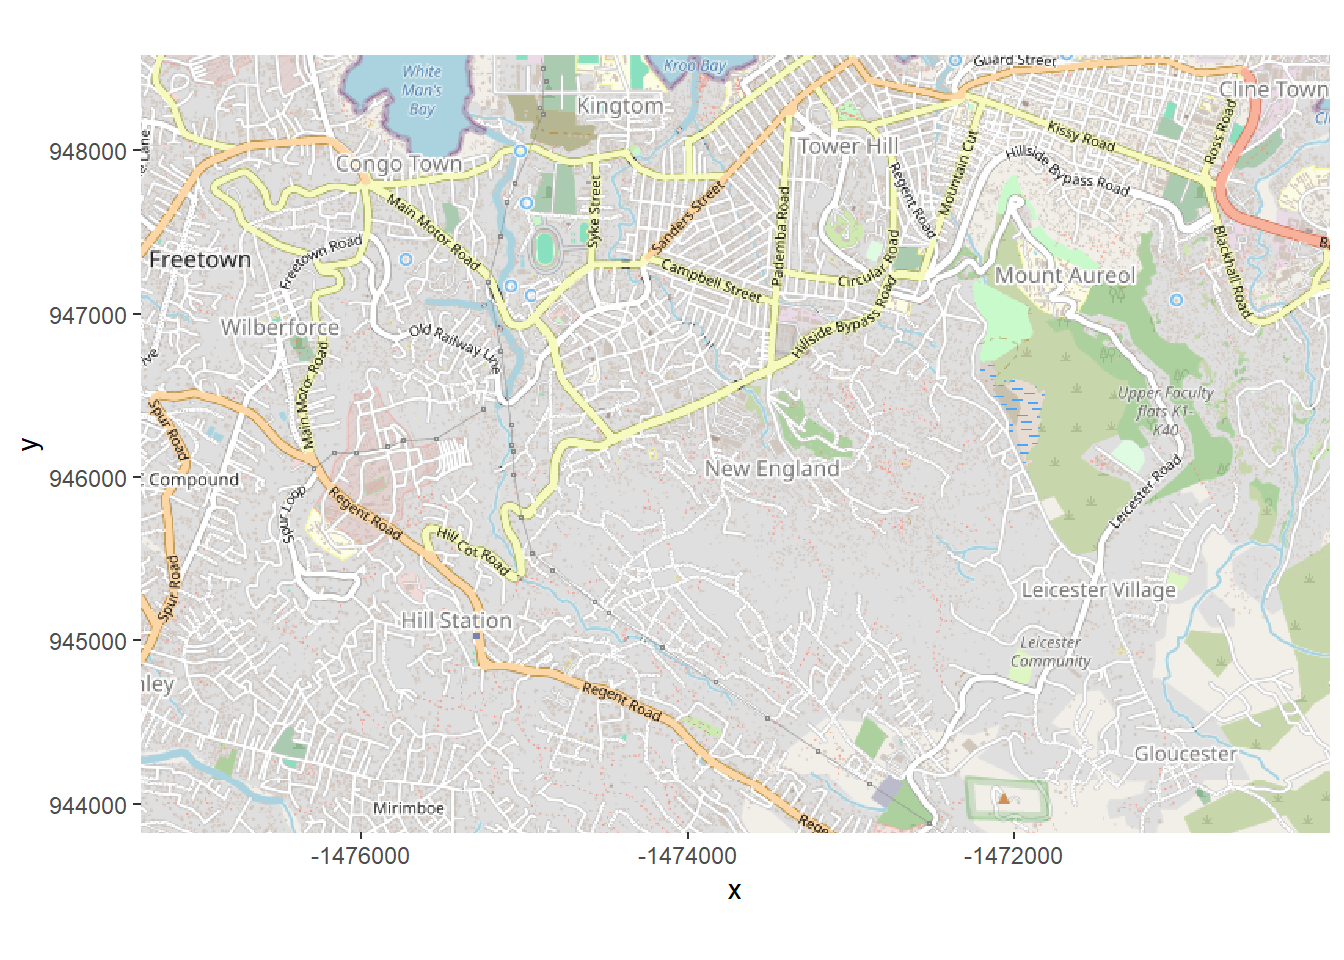 White
Man's
Bay
Kroo Bay
Guard Street
Kingtom
Cline Town
948000
Congo Town
Tower Hill
Kissy Road
Ross Road
Hillside Bypass Road
Mountain Cut
Regent Road
Main Motor Road
Syke Street
Sanders Street
Pademba Road
Freetown
Freetown Road
Campbell Street
Circular Road
Mount Aureol
Blackhall Road
947000
Wilberforce
Old Railway Line
Hillside Bypass Road
Main Motor Road
Upper Faculty
flats K1-
K40
Spur Road
946000
Compound
New England
Leicester Road
Spur Loop
Regent Road
Hill Cot Road
Spur Road
Leicester Village
945000
Hill Station
Leicester
Community
Regent Road
Gloucester
944000
Mirimboe
-1476000
-1474000
-1472000
x
y